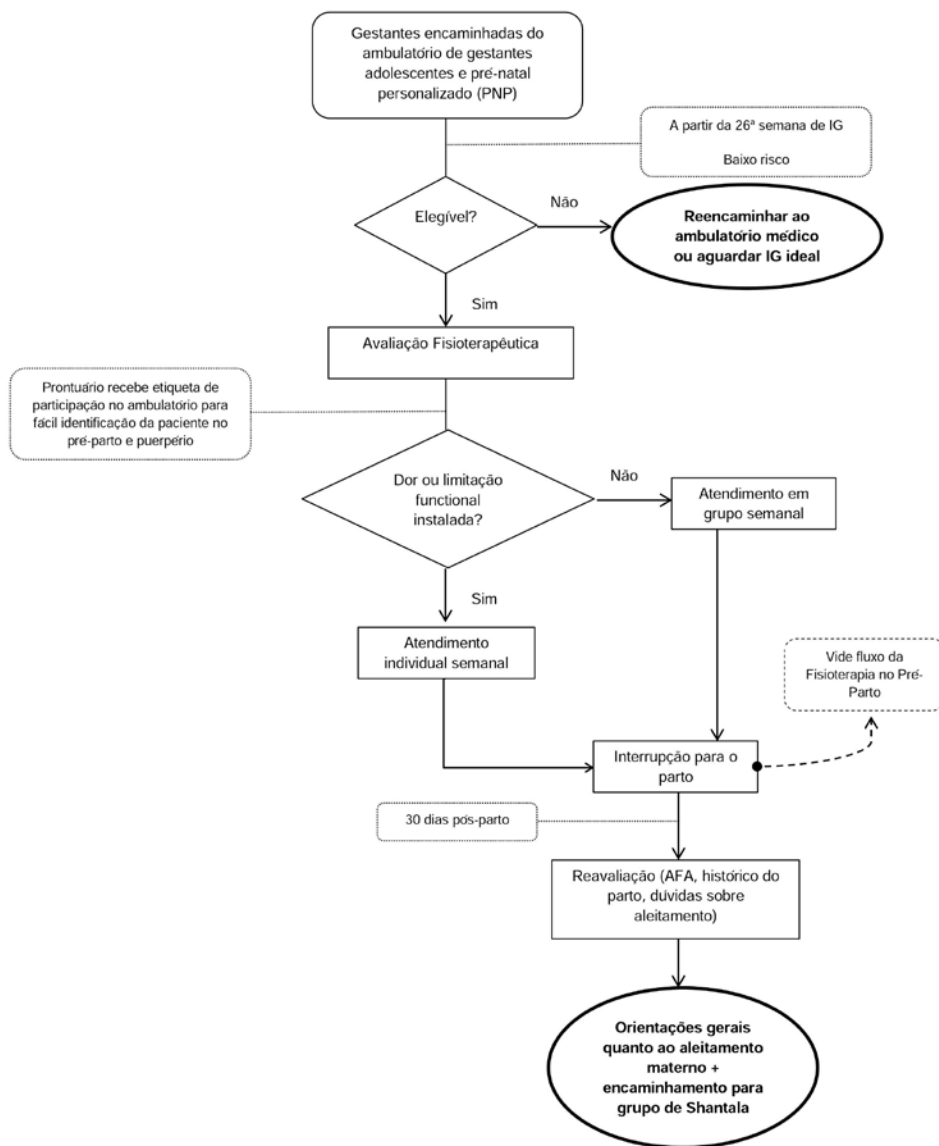 Gestantes encaminhadas do
ambulatório de gestantes
adolescentes e pré-natal
personalizado (PNP)
A partir da 26ª semana de IG
Baixo risco
Elegível?
Não
Reencaminhar ao
ambulatório médico
ou aguardar IG ideal
Sim
Avaliação Fisioterapêutica
Prontuário recebe etiqueta de
participação no ambulatório para
fácil identificação da paciente no
pré-parto e puerpério
Dor ou limitação
functional
instalada?
Não
Atendimento em
grupo semanal
Sim
Atendimento
individual semanal
Vide fluxo da
Fisioterapia no Pré-
Parto
Interrupção para o
parto
30 dias pós-parto
Reavaliação (AFA, histórico do
parto, dúvidas sobre
aleitamento)
Orientações gerais
quanto ao aleitamento
materno +
encaminhamento para
grupo de Shantala